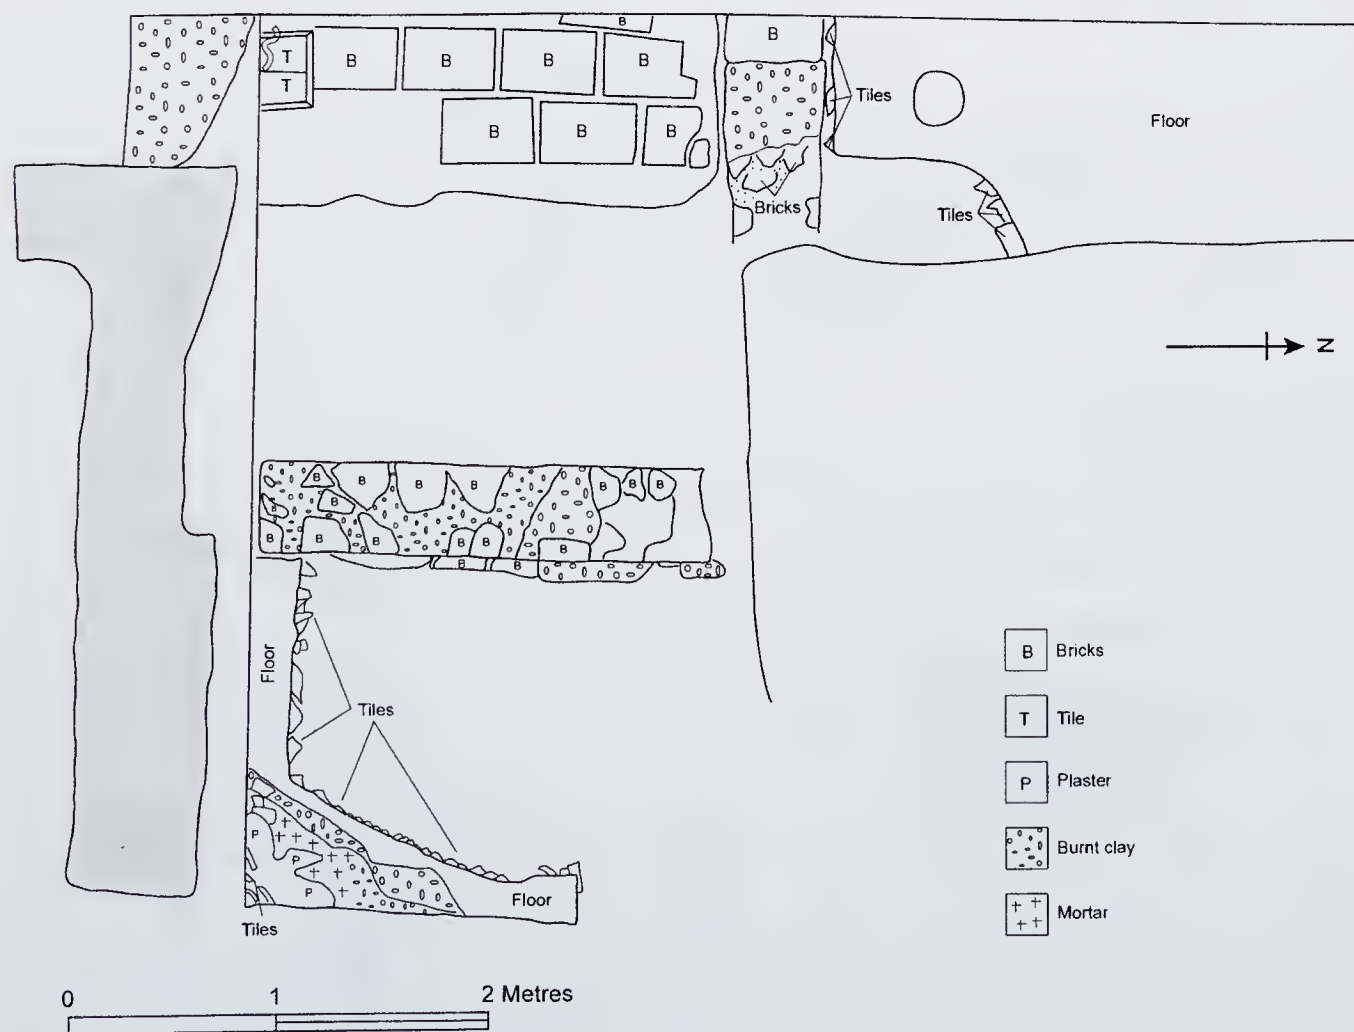 B
T B B B B B
T Tiles
Floor
B B B
Tiles
Bricks
N
B B B B B B B
B
B
B B B B B B
B B
B B
Floor
B Bricks
Tiles
T Tile
P Plaster
P
P
Burnt clay
P
Floor
Mortar
Tiles
0 1 2 Metres